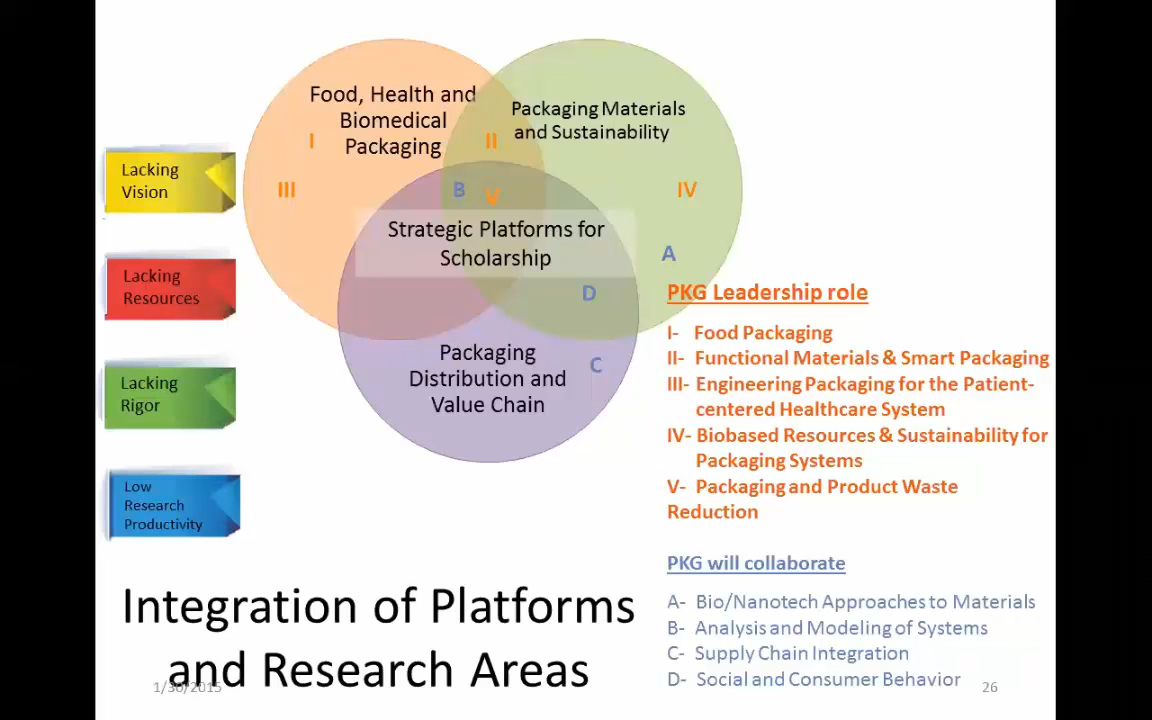 Food, Health and
Biomedical
Packaging
Packaging Materials
and Sustainability
I
II
III
B
V
IV
Strategic Platforms for
Scholarship
A
D
C
Packaging
Distribution and
Value Chain
Lacking
Vision
Lacking
Resources
Lacking
Rigor
Low
Research
Productivity
PKG Leadership role
I- Food Packaging
II- Functional Materials & Smart Packaging
III- Engineering Packaging for the Patient-
centered Healthcare System
IV- Biobased Resources & Sustainability for
Packaging Systems
V- Packaging and Product Waste
Reduction
PKG will collaborate
A- Bio/Nanotech Approaches to Materials
B- Analysis and Modeling of Systems
C- Supply Chain Integration
D- Social and Consumer Behavior
Integration of Platforms
and Research Areas
1/30/2015
26